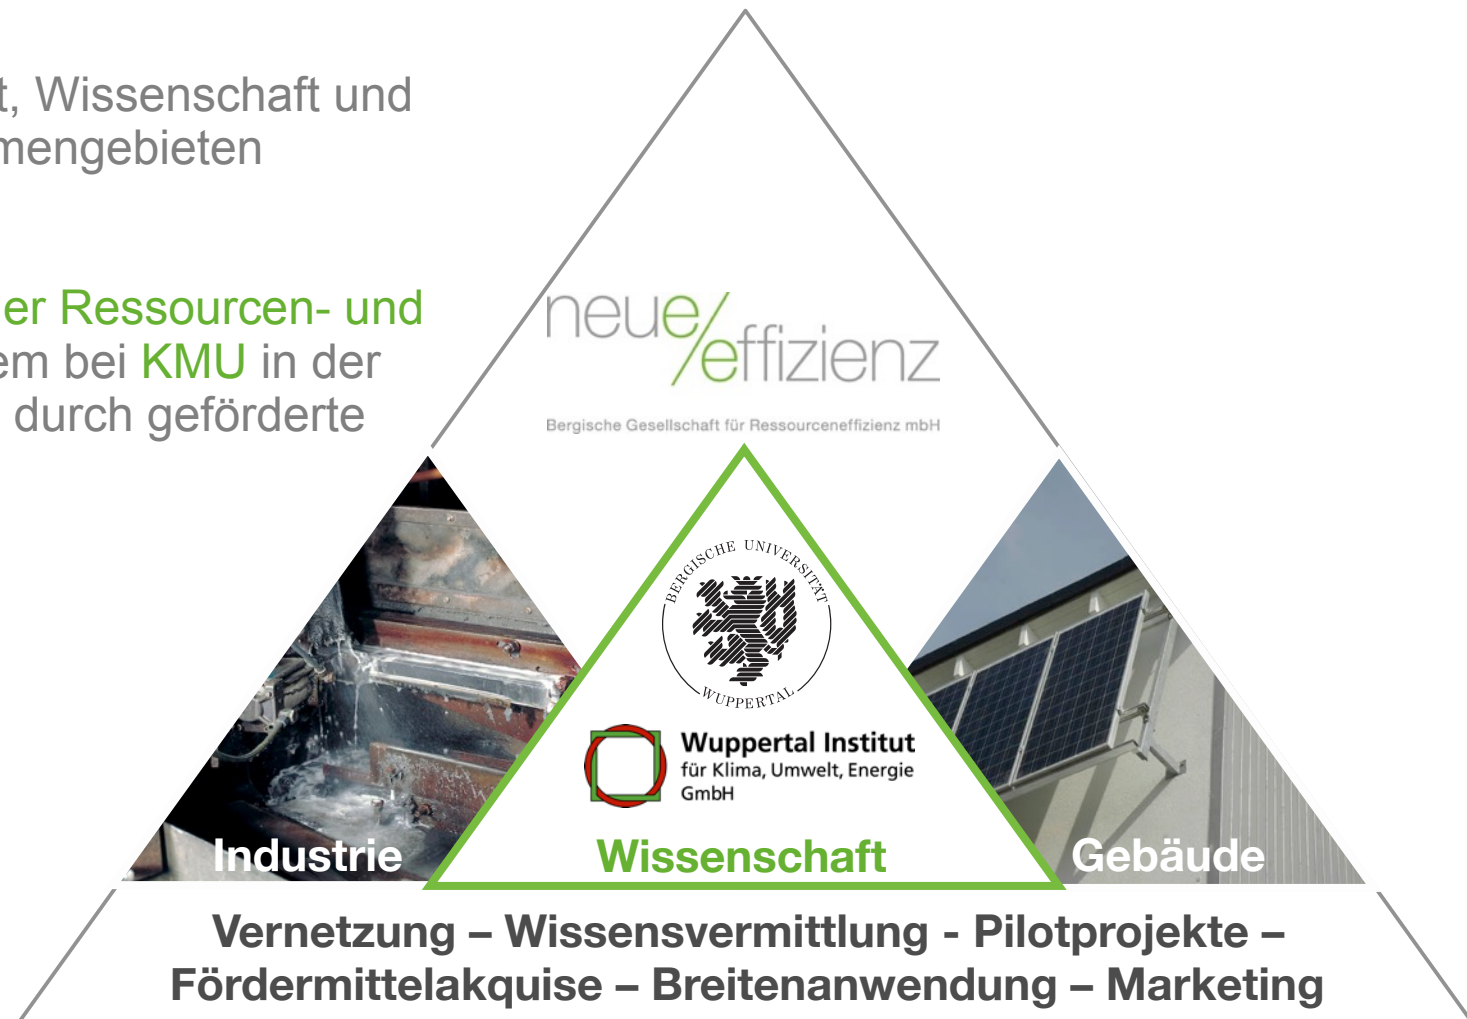 t, Wissenschaft und
mengebieten
er Ressourcen- und
em bei KMU in der
durch geförderte
neue/effizienz
Bergische Gesellschaft für Ressourceneffizienz mbH
BERGISCHE UNIVERSITÄT
WUPPERTAL
Wuppertal Institut
für Klima, Umwelt, Energie
GmbH
Industrie
Wissenschaft
Gebäude
Vernetzung – Wissensvermittlung - Pilotprojekte –
Fördermittelakquise – Breitenanwendung – Marketing